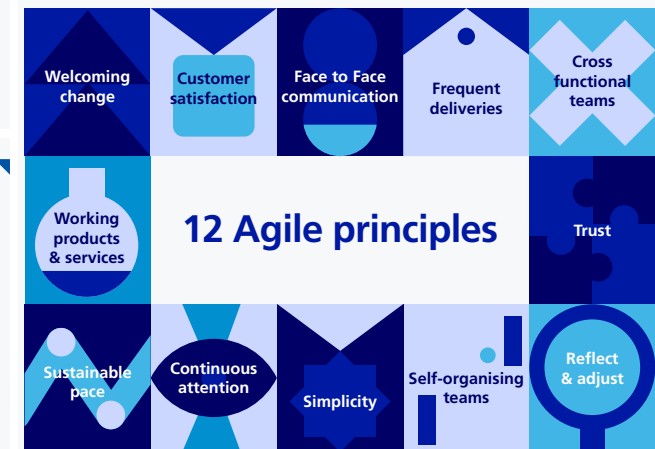 Welcoming
change
Customer
satisfaction
Face to Face
communication
Frequent
deliveries
Cross
functional
teams
Working
products
& services
12 Agile principles
Trust
Sustainable
pace
Continuous
attention
Simplicity
Self-organising
teams
Reflect
& adjust